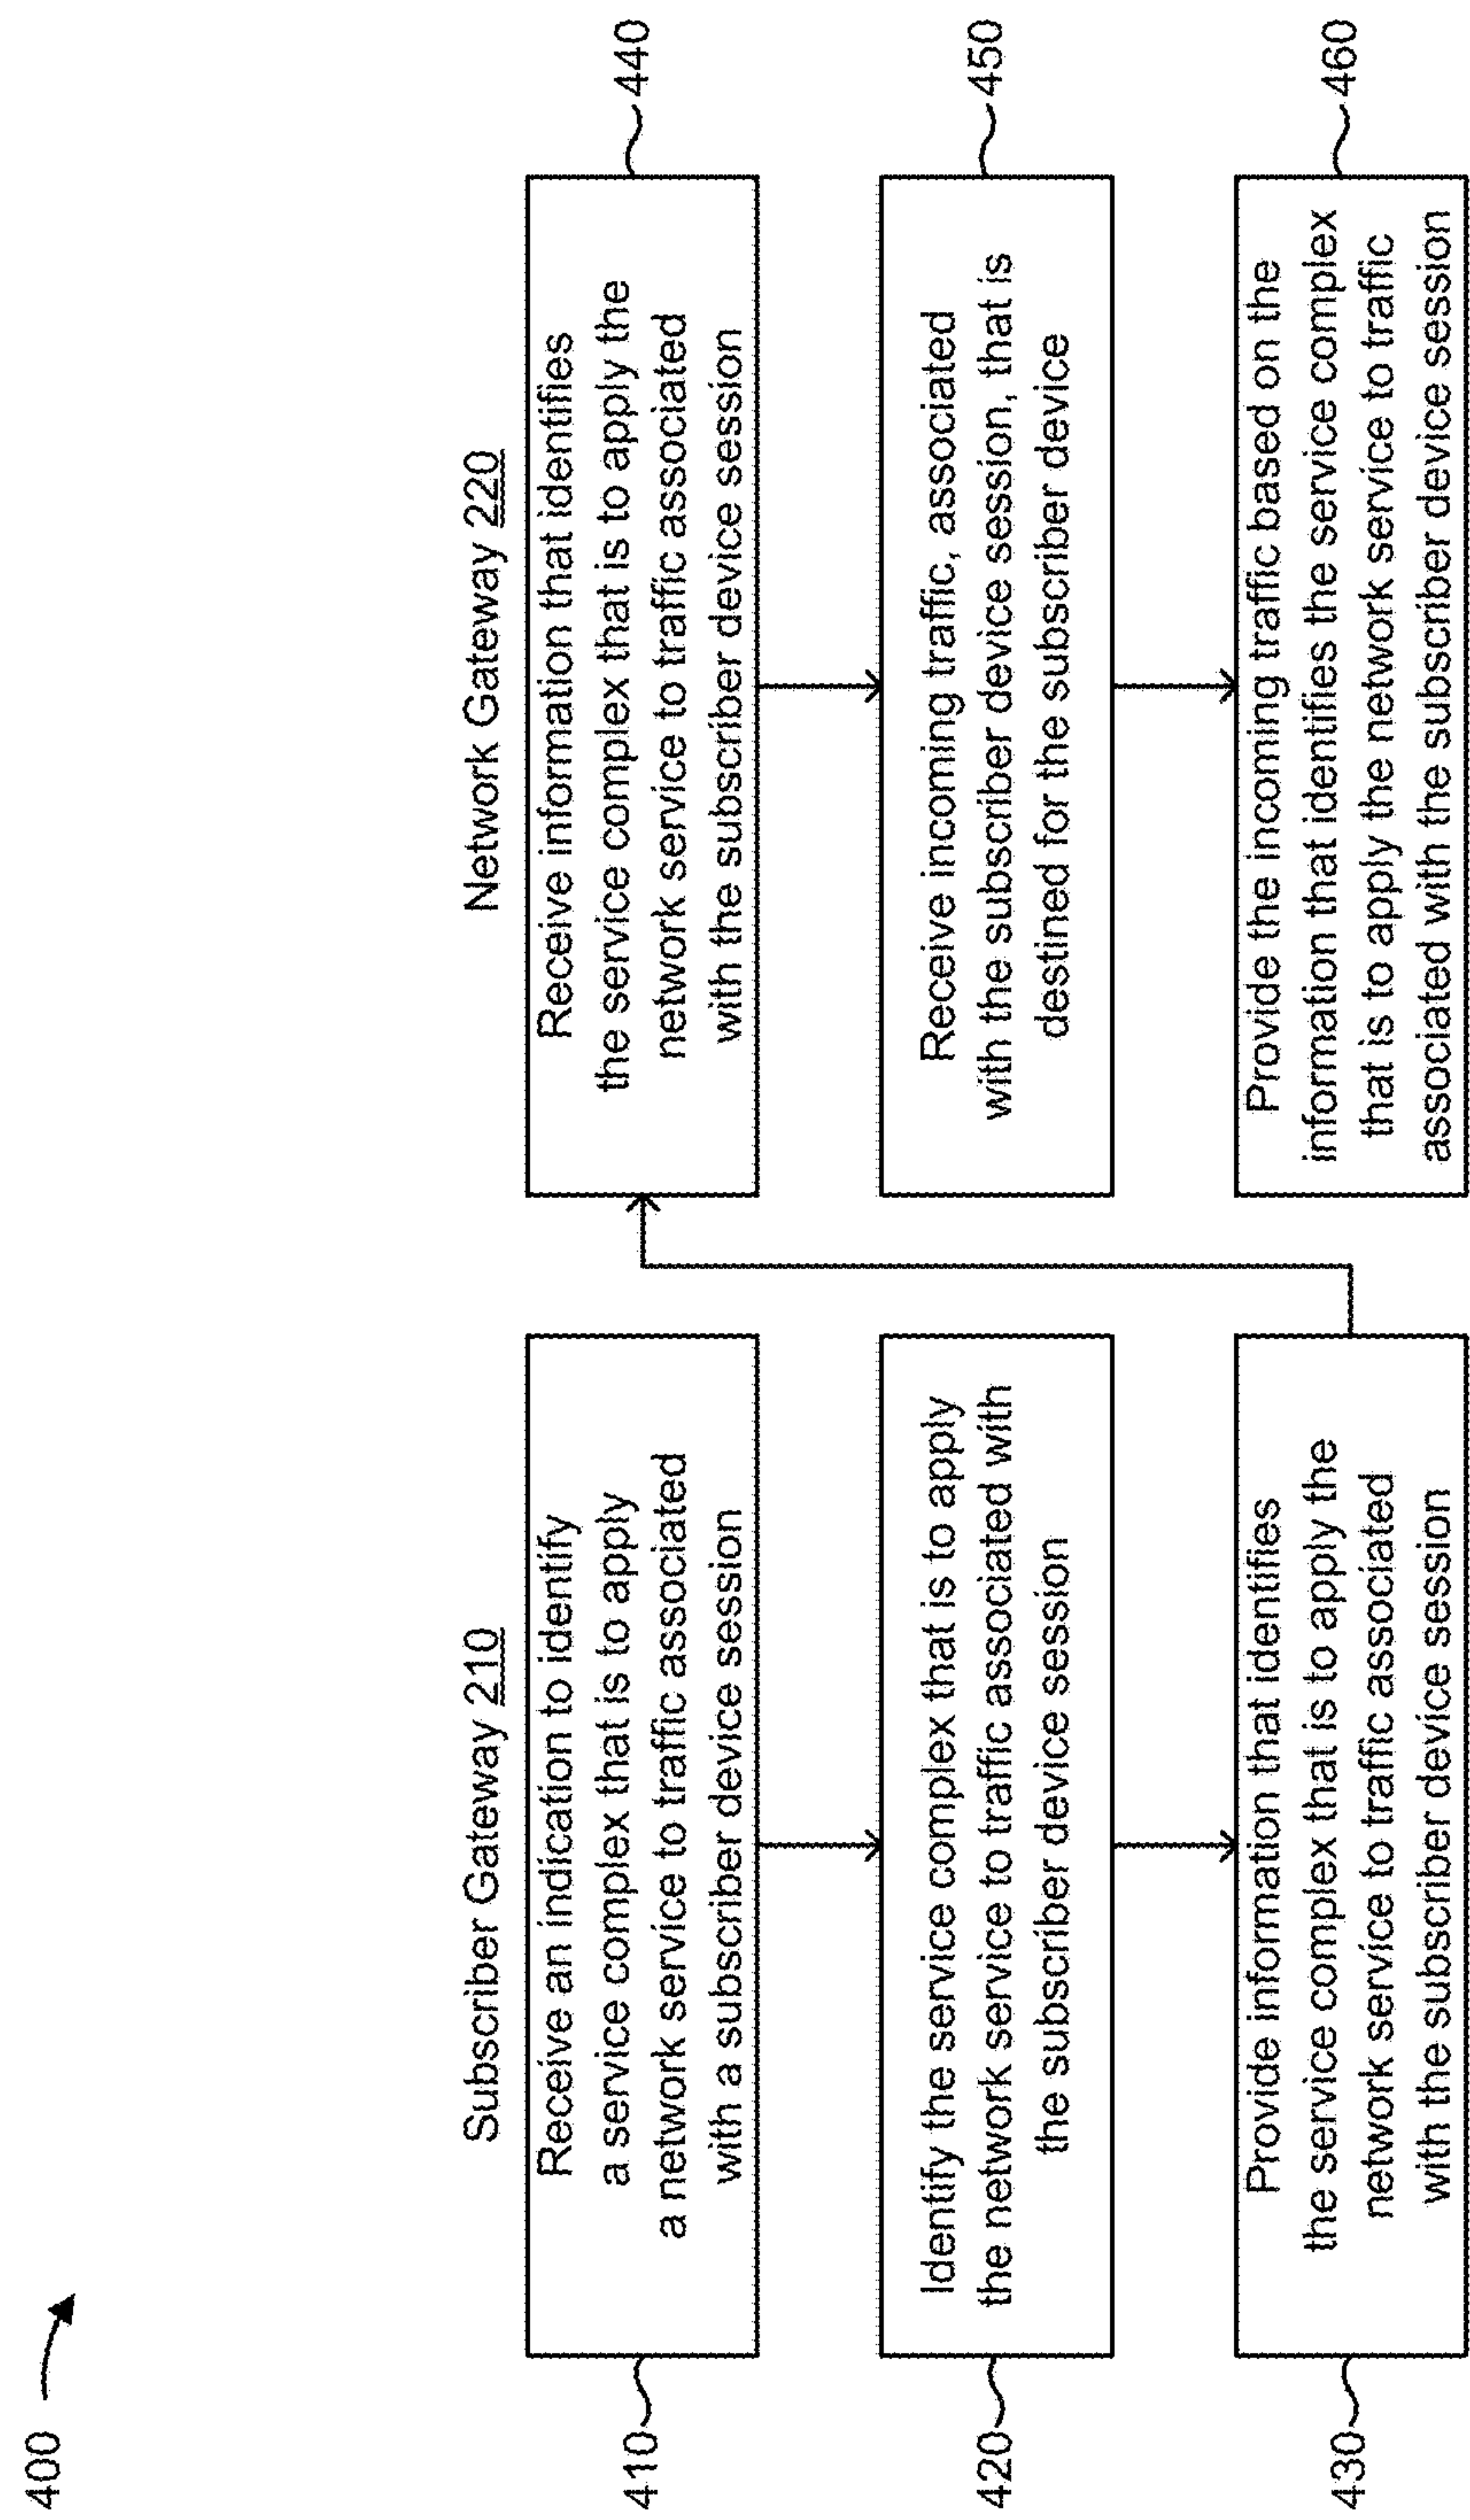 400
Subscriber Gateway 210
410
Receive an indication to identify
a service complex that is to apply
a network service to traffic associated
with a subscriber device session
420
Identify the service complex that is to apply
the network service to traffic associated with
the subscriber device session
430
Provide information that identifies
the service complex that is to apply the
network service to traffic associated
with the subscriber device session
Network Gateway 220
440
Receive information that identifies
the service complex that is to apply the
network service to traffic associated
with the subscriber device session
450
Receive incoming traffic, associated
with the subscriber device session, that is
destined for the subscriber device
460
Provide the incoming traffic based on the
information that identifies the service complex
that is to apply the network service to traffic
associated with the subscriber device session